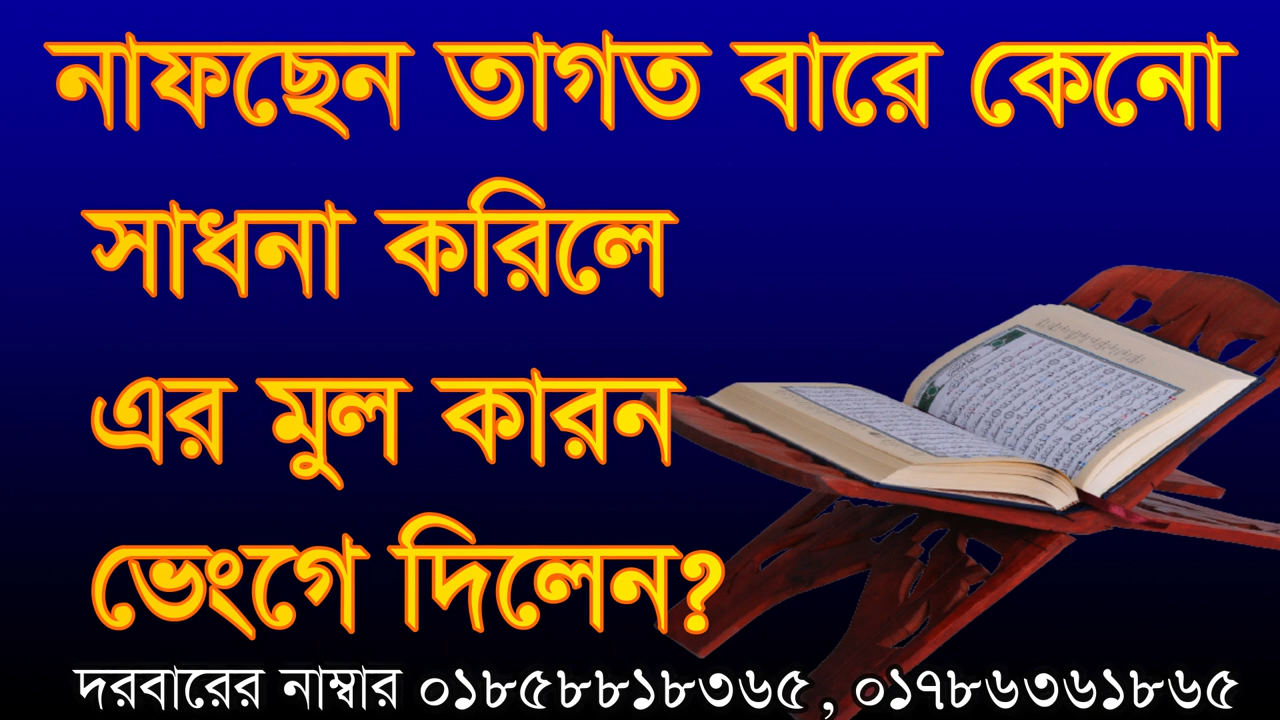 নাফছেন তাগত বারে কেনো
সাধনা করিলে
এর মুল কারন
ভেংগে দিলেন?
দরবারের নাম্বার ০১৮৫৮৮১৮৩৬৫, ০১৭৮৬৩৬১৮৬৫